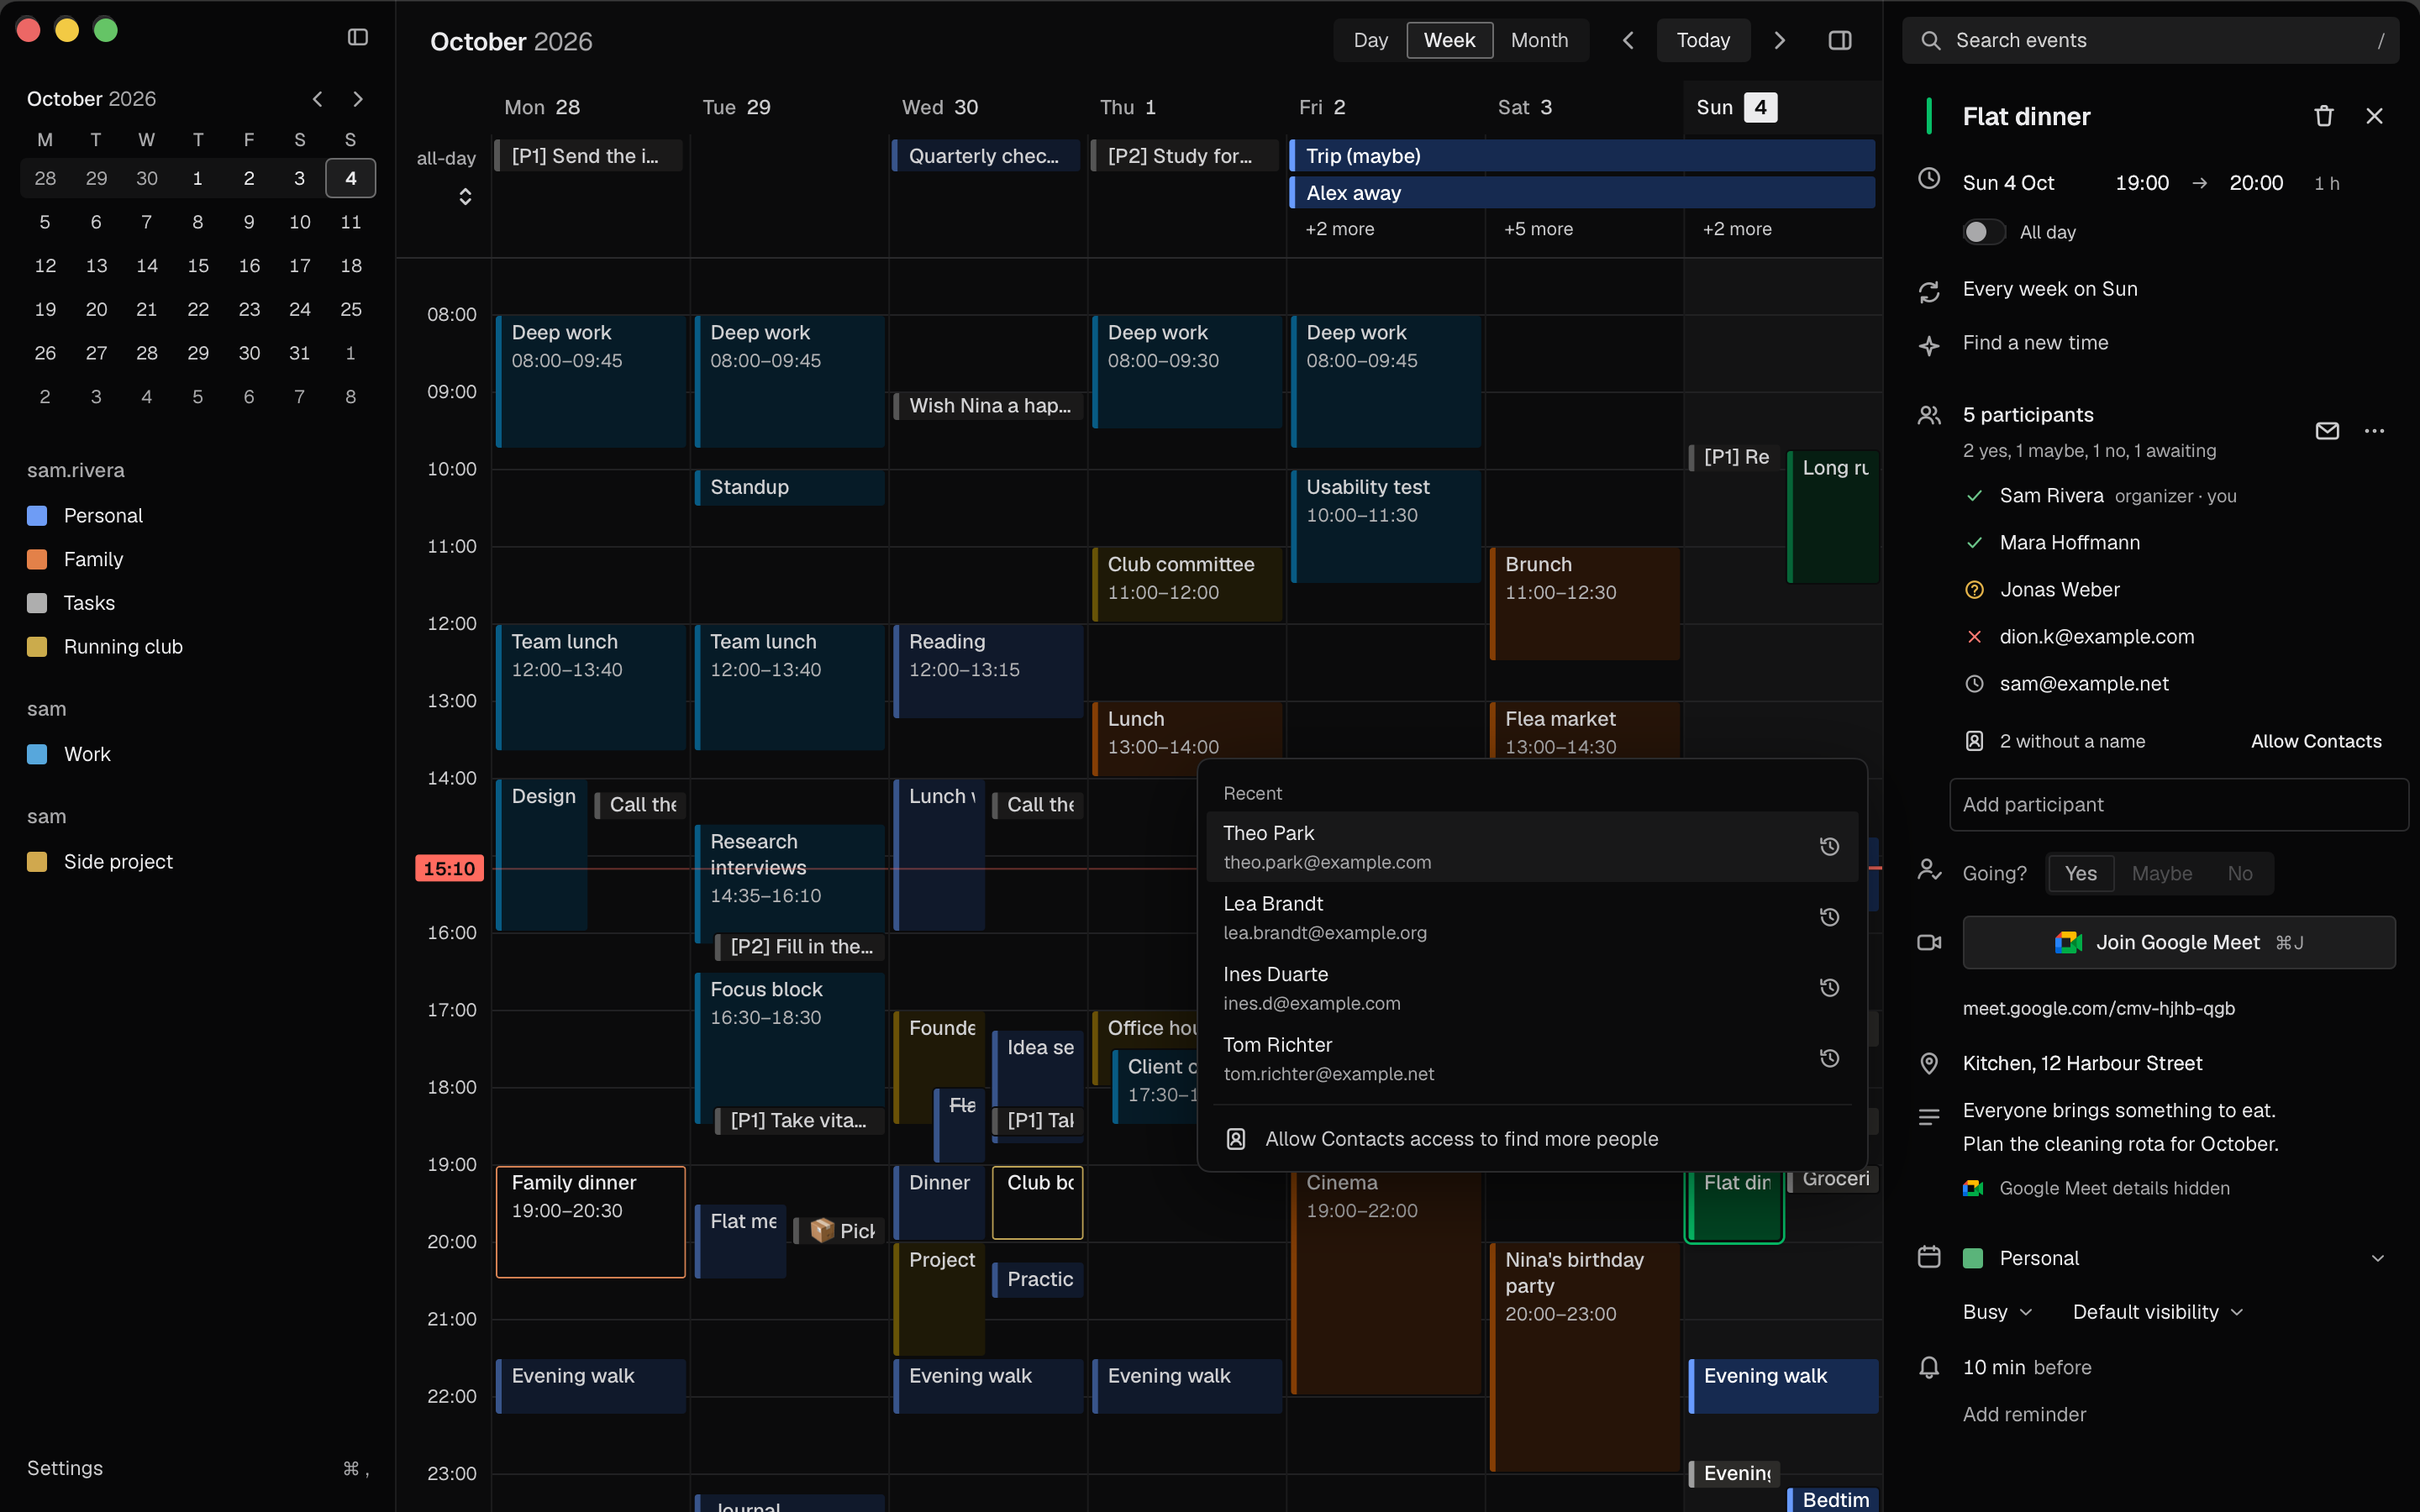 October 2026
M T W T F S S
28 29 30 1 2 3 4
5 6 7 8 9 10 11
12 13 14 15 16 17 18
19 20 21 22 23 24 25
26 27 28 29 30 31 1
2 3 4 5 6 7 8
sam.rivera
Personal
Family
Tasks
Running club
sam
Work
sam
Side project
Settings ⌘ ,
October 2026
Day Week Month
Today
Mon 28 Tue 29 Wed 30 Thu 1 Fri 2 Sat 3 Sun 4
all-day
[P1] Send the i...
Quarterly chec...
[P2] Study for...
Trip (maybe)
Alex away
+2 more +5 more +2 more
08:00
09:00
10:00
11:00
12:00
13:00
14:00
15:10
16:00
17:00
18:00
19:00
20:00
21:00
22:00
23:00
Deep work
08:00–09:45
Team lunch
12:00–13:40
Design
Call the
Family dinner
19:00–20:30
Evening walk
Deep work
08:00–09:45
Standup
Team lunch
12:00–13:40
Research
interviews
14:35–16:10
[P2] Fill in the...
Focus block
16:30–18:30
[P1] Take vita...
Flat me
📦 Pick
Journal
Wish Nina a hap...
Reading
12:00–13:15
Lunch
Call the
Founde
Idea se
Fla
[P1] Tak
Dinner
Club bo
Project
Practic
Evening walk
Deep work
08:00–09:30
Club committee
11:00–12:00
Lunch
13:00–14:00
Office hou
Client c
17:30–1
Evening walk
Deep work
08:00–09:45
Usability test
10:00–11:30
Cinema
19:00–22:00
Brunch
11:00–12:30
Flea market
13:00–14:30
Nina's birthday
party
20:00–23:00
[P1] Re
Long ru
Flat din
Groceri
Evening walk
Evening
Bedtim
Recent
Theo Park
theo.park@example.com
Lea Brandt
lea.brandt@example.org
Ines Duarte
ines.d@example.com
Tom Richter
tom.richter@example.net
Allow Contacts access to find more people
Search events /
Flat dinner
Sun 4 Oct 19:00 → 20:00 1 h
All day
Every week on Sun
Find a new time
5 participants
2 yes, 1 maybe, 1 no, 1 awaiting
Sam Rivera organizer · you
Mara Hoffmann
Jonas Weber
dion.k@example.com
sam@example.net
2 without a name Allow Contacts
Add participant
Going? Yes Maybe No
Join Google Meet ⌘J
meet.google.com/cmv-hjhb-qgb
Kitchen, 12 Harbour Street
Everyone brings something to eat.
Plan the cleaning rota for October.
Google Meet details hidden
Personal
Busy Default visibility
10 min before
Add reminder